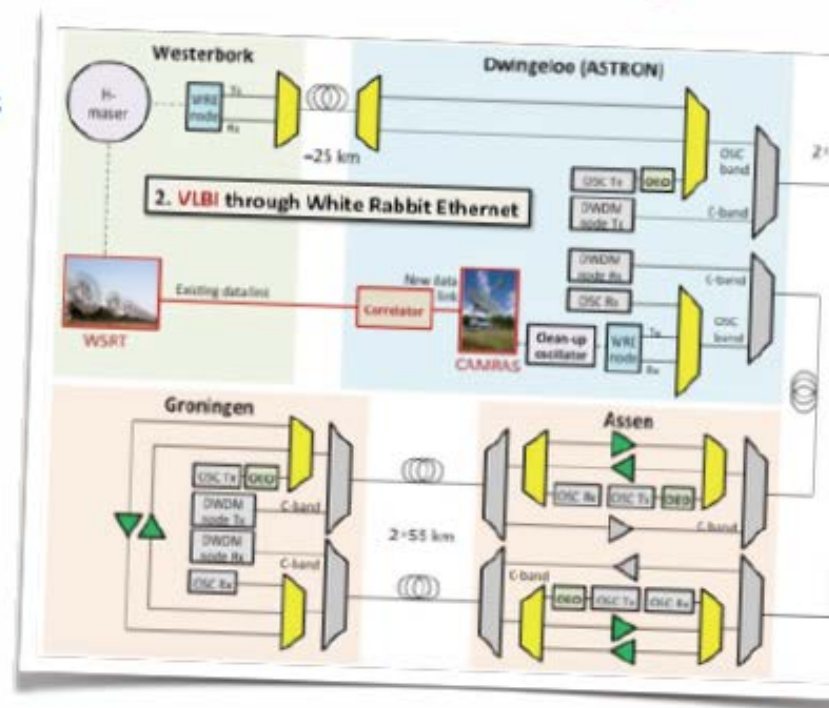 Westerbork
Dwingeloo (ASTRON)
H-
maser
WRE
node
Tx
Rx
≈25 km
OSC
band
OSC Tx
OEO
DWDM
node Tx
C-band
2. VLBI through White Rabbit Ethernet
DWDM
node Rx
C-band
OSC Rx
OSC
band
Existing data link
New data
link
Correlator
WSRT
CAMRAS
Clean-up
oscillator
WRE
node
Tx
Rx
Groningen
Assen
OSC Tx
OEO
DWDM
node Tx
C-band
DWDM
node Rx
C-band
OSC Rx
2×55 km
OSC Rx
OSC Tx
OEO
C-band
C-band
OEO
OSC Tx
OSC Rx